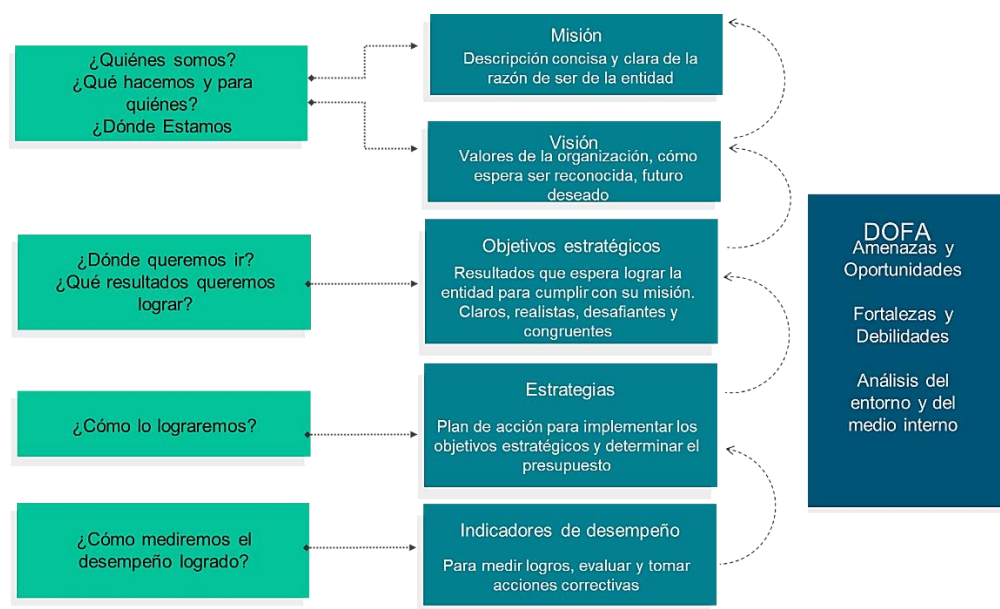 ¿Quiénes somos?
¿Qué hacemos y para
quiénes?
¿Dónde Estamos
Misión
Descripción concisa y clara de la
razón de ser de la entidad
Visión
Valores de la organización, cómo
espera ser reconocida, futuro
deseado
¿Dónde queremos ir?
¿Qué resultados queremos
lograr?
Objetivos estratégicos
Resultados que espera lograr la
entidad para cumplir con su misión.
Claros, realistas, desafiantes y
congruentes
¿Cómo lo lograremos?
Estrategias
Plan de acción para implementar los
objetivos estratégicos y determinar el
presupuesto
¿Cómo mediremos el
desempeño logrado?
Indicadores de desempeño
Para medir logros, evaluar y tomar
acciones correctivas
DOFA
Amenazas y
Oportunidades
Fortalezas y
Debilidades
Análisis del
entorno y del
medio interno